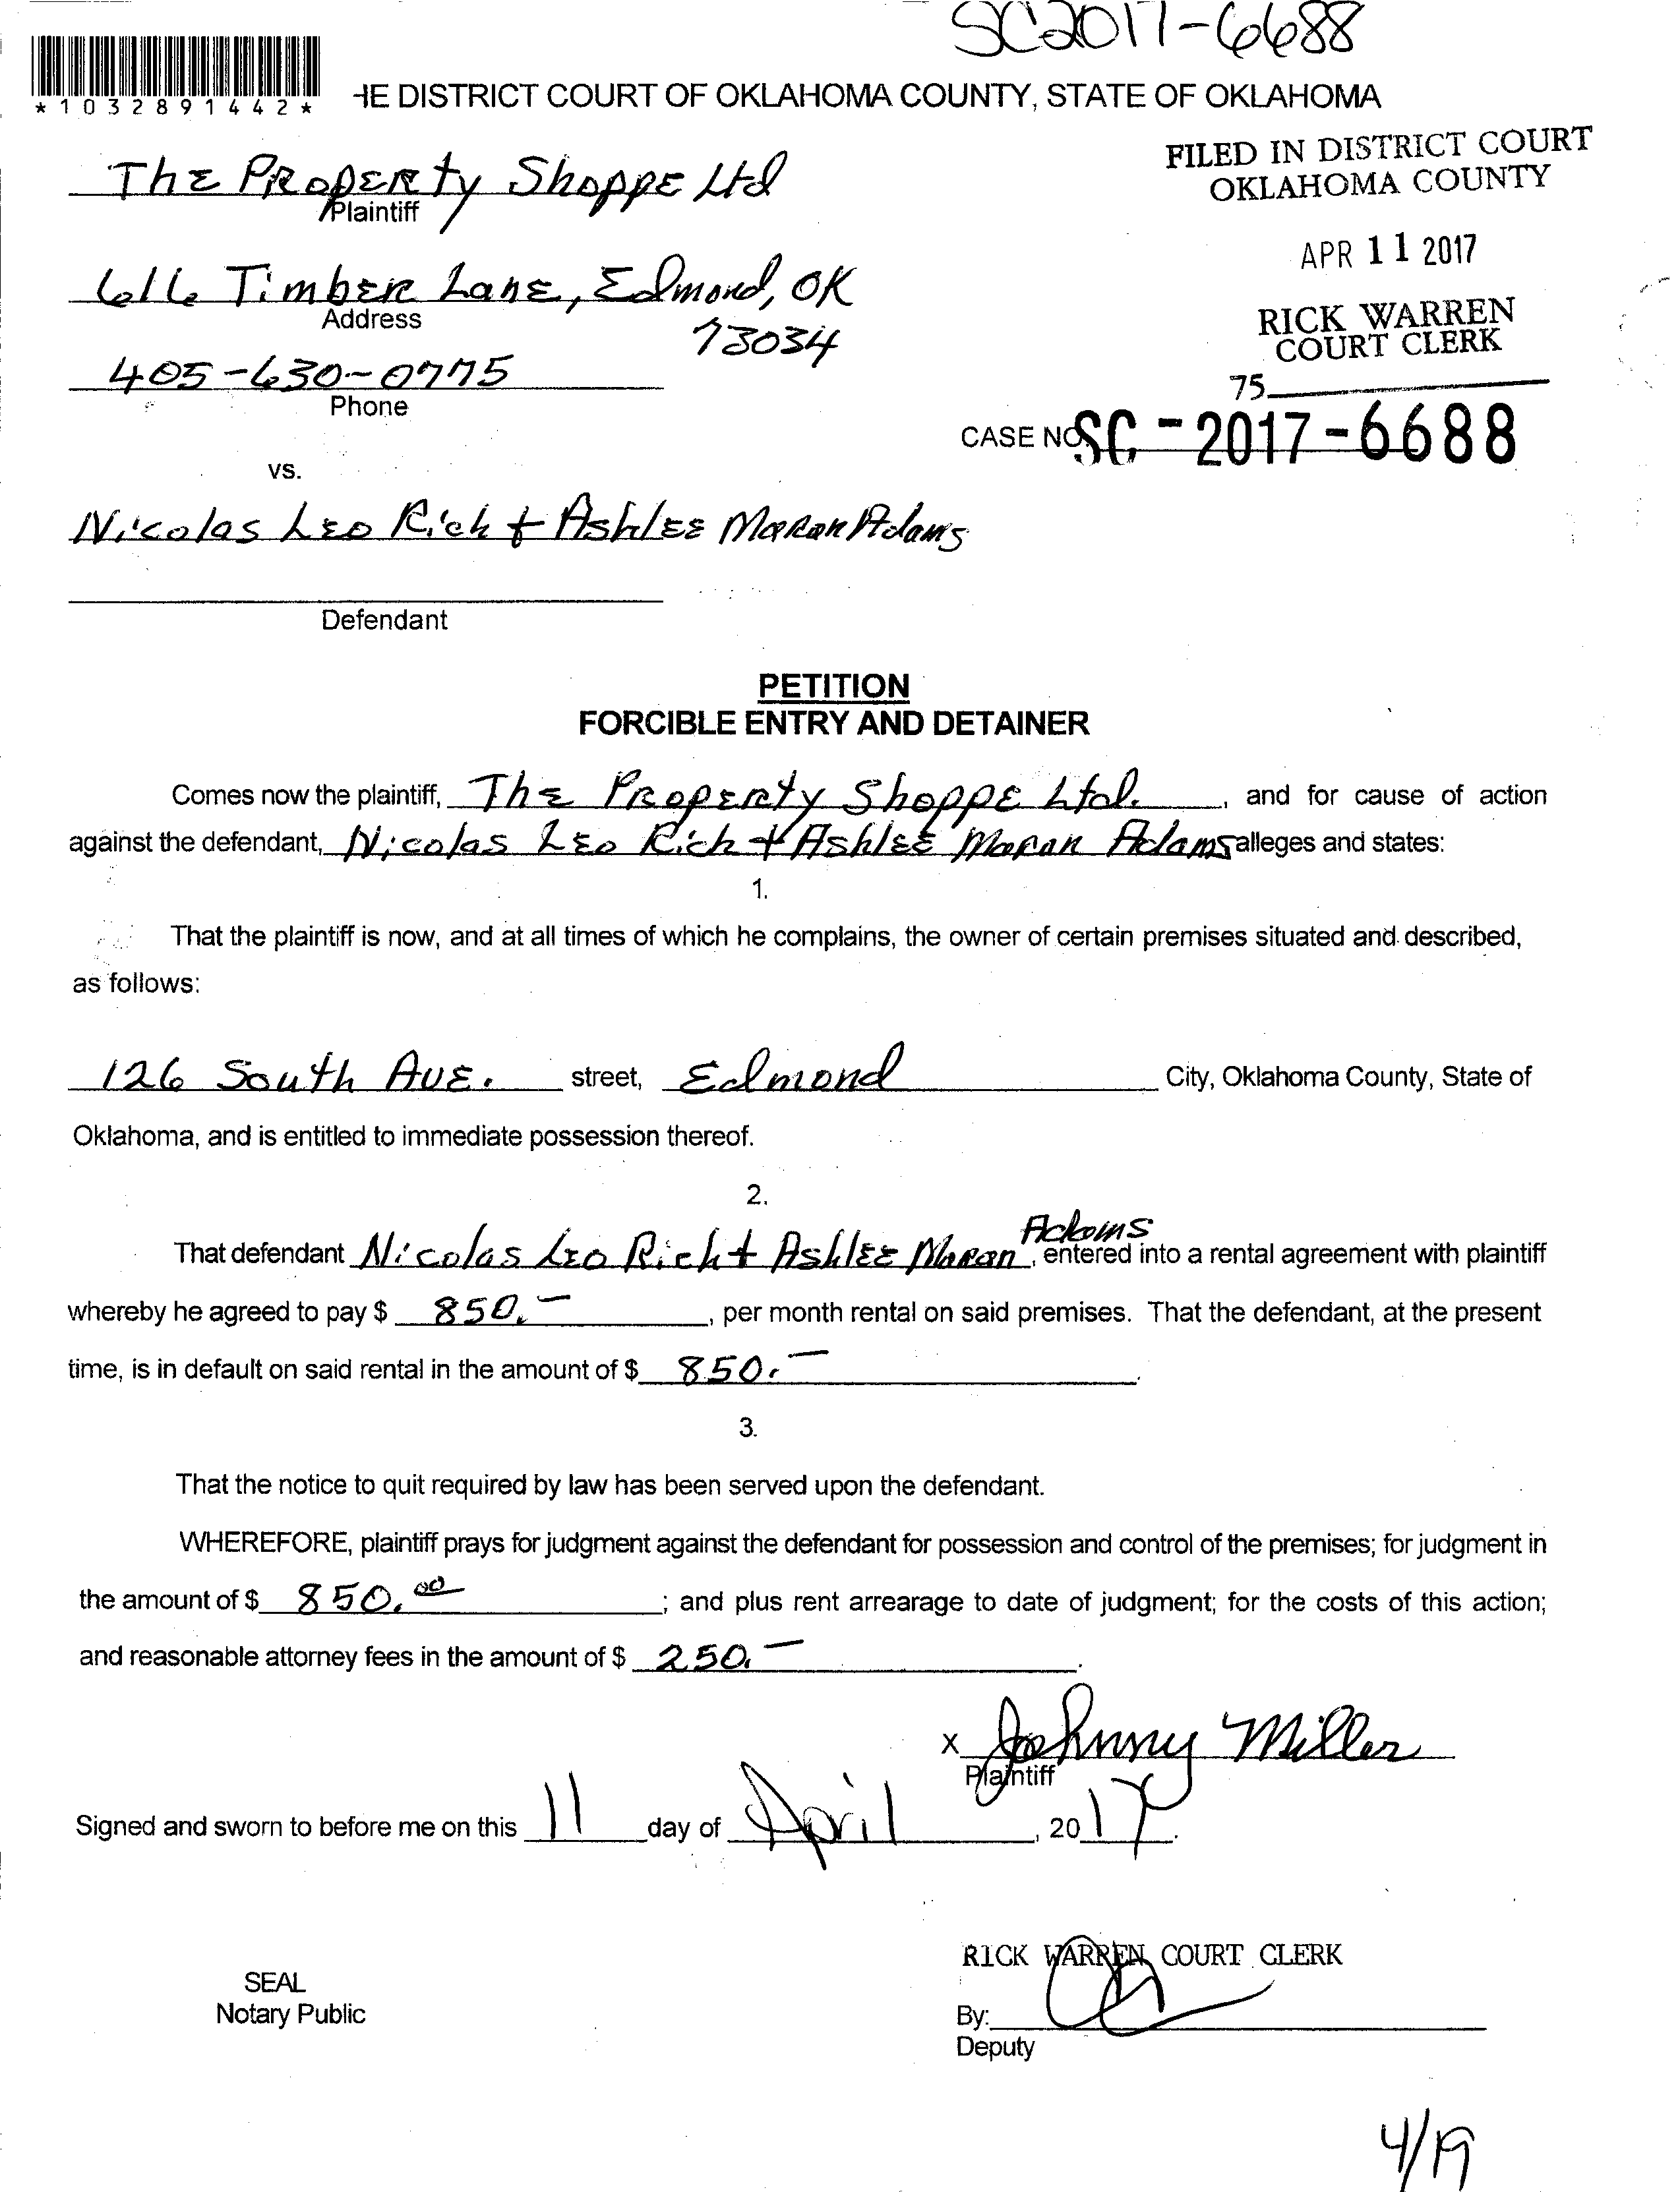 SC2017-6688
*1032891442*
HE DISTRICT COURT OF OKLAHOMA COUNTY, STATE OF OKLAHOMA
FILED IN DISTRICT COURT
OKLAHOMA COUNTY
The Property Shoppe Ltd
Plaintiff
APR 11 2017
616 Timber Lane, Edmond, OK
Address
73034
RICK WARREN
COURT CLERK
405-630-0775
Phone
75
CASE NO. SC-2017-6688
vs.
Nicolas Leo Rich + Ashlee Maran Adams
Defendant
PETITION
FORCIBLE ENTRY AND DETAINER
Comes now the plaintiff, The Property Shoppe Ltd. , and for cause of action
against the defendant, Nicolas Leo Rich + Ashlee Maran Adams alleges and states:
1.
That the plaintiff is now, and at all times of which he complains, the owner of certain premises situated and described,
as follows:
126 South Ave. street, Edmond City, Oklahoma County, State of
Oklahoma, and is entitled to immediate possession thereof.
2.
Adams
That defendant Nicolas Leo Rich + Ashlee Maran , entered into a rental agreement with plaintiff
whereby he agreed to pay $ 850.- , per month rental on said premises. That the defendant, at the present
time, is in default on said rental in the amount of $ 850.- .
3.
That the notice to quit required by law has been served upon the defendant.
WHEREFORE, plaintiff prays for judgment against the defendant for possession and control of the premises; for judgment in
the amount of $ 850.00 ; and plus rent arrearage to date of judgment; for the costs of this action;
and reasonable attorney fees in the amount of $ 250.- .
X Johnny Miller
Plaintiff
Signed and sworn to before me on this 11 day of April , 2017.
RICK WARREN COURT CLERK
SEAL
Notary Public
By:
Deputy
4/19